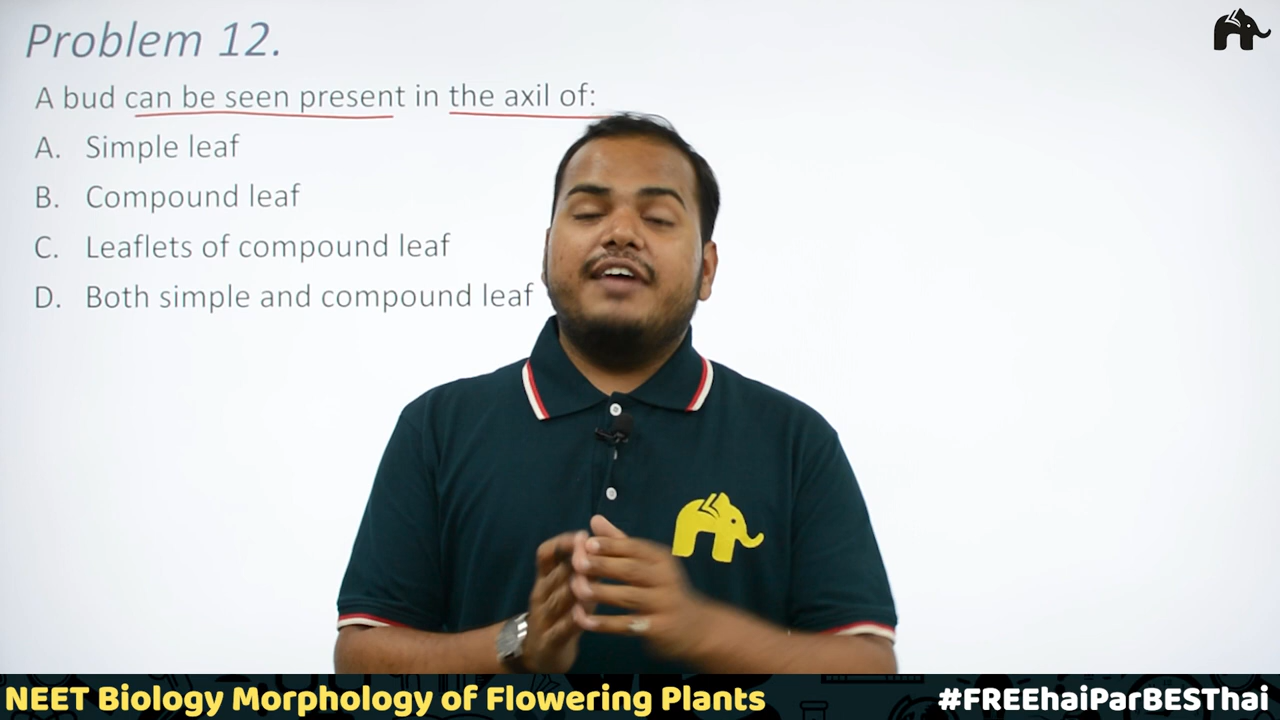 Problem 12.
A bud can be seen present in the axil of:
A. Simple leaf
B. Compound leaf
C. Leaflets of compound leaf
D. Both simple and compound leaf
NEET Biology Morphology of Flowering Plants
#FREEhaiParBESThai